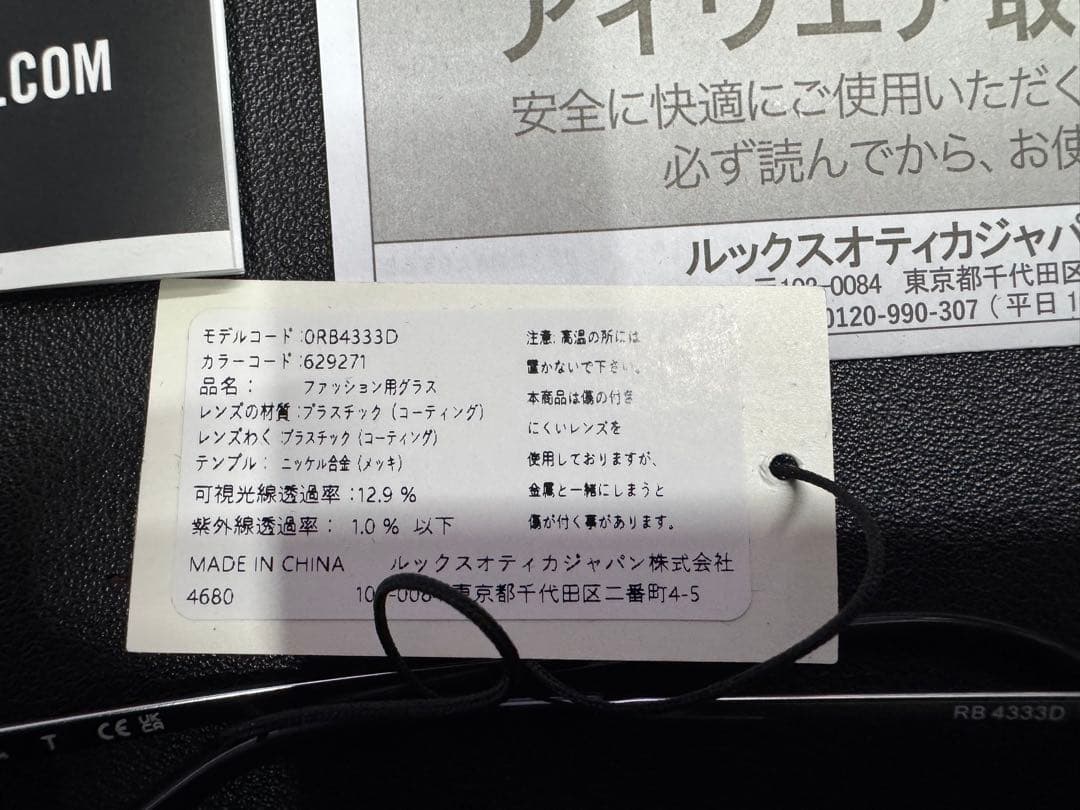 .COM
アイウエア取
安全に快適にご使用いただく
必ず読んでから、お使
ルックスオティカジャパ
-0084 東京都千代田区
0120-990-307（平日1
モデルコード:0RB4333D
カラーコード:629271
品名: ファッション用グラス
レンズの材質:プラスチック（コーティング）
レンズわく プラスチック（コーティング）
テンプル: ニッケル合金（メッキ）
可視光線透過率:12.9 %
紫外線透過率: 1.0 % 以下
MADE IN CHINA ルックスオティカジャパン株式会社
4680 東京都千代田区二番町4-5
注意:高温の所には
置かないで下さい。
本商品は傷の付き
にくいレンズを
使用しておりますが、
金属と一緒にしまうと
傷が付く事があります。
T CE UKCA
RB 4333D